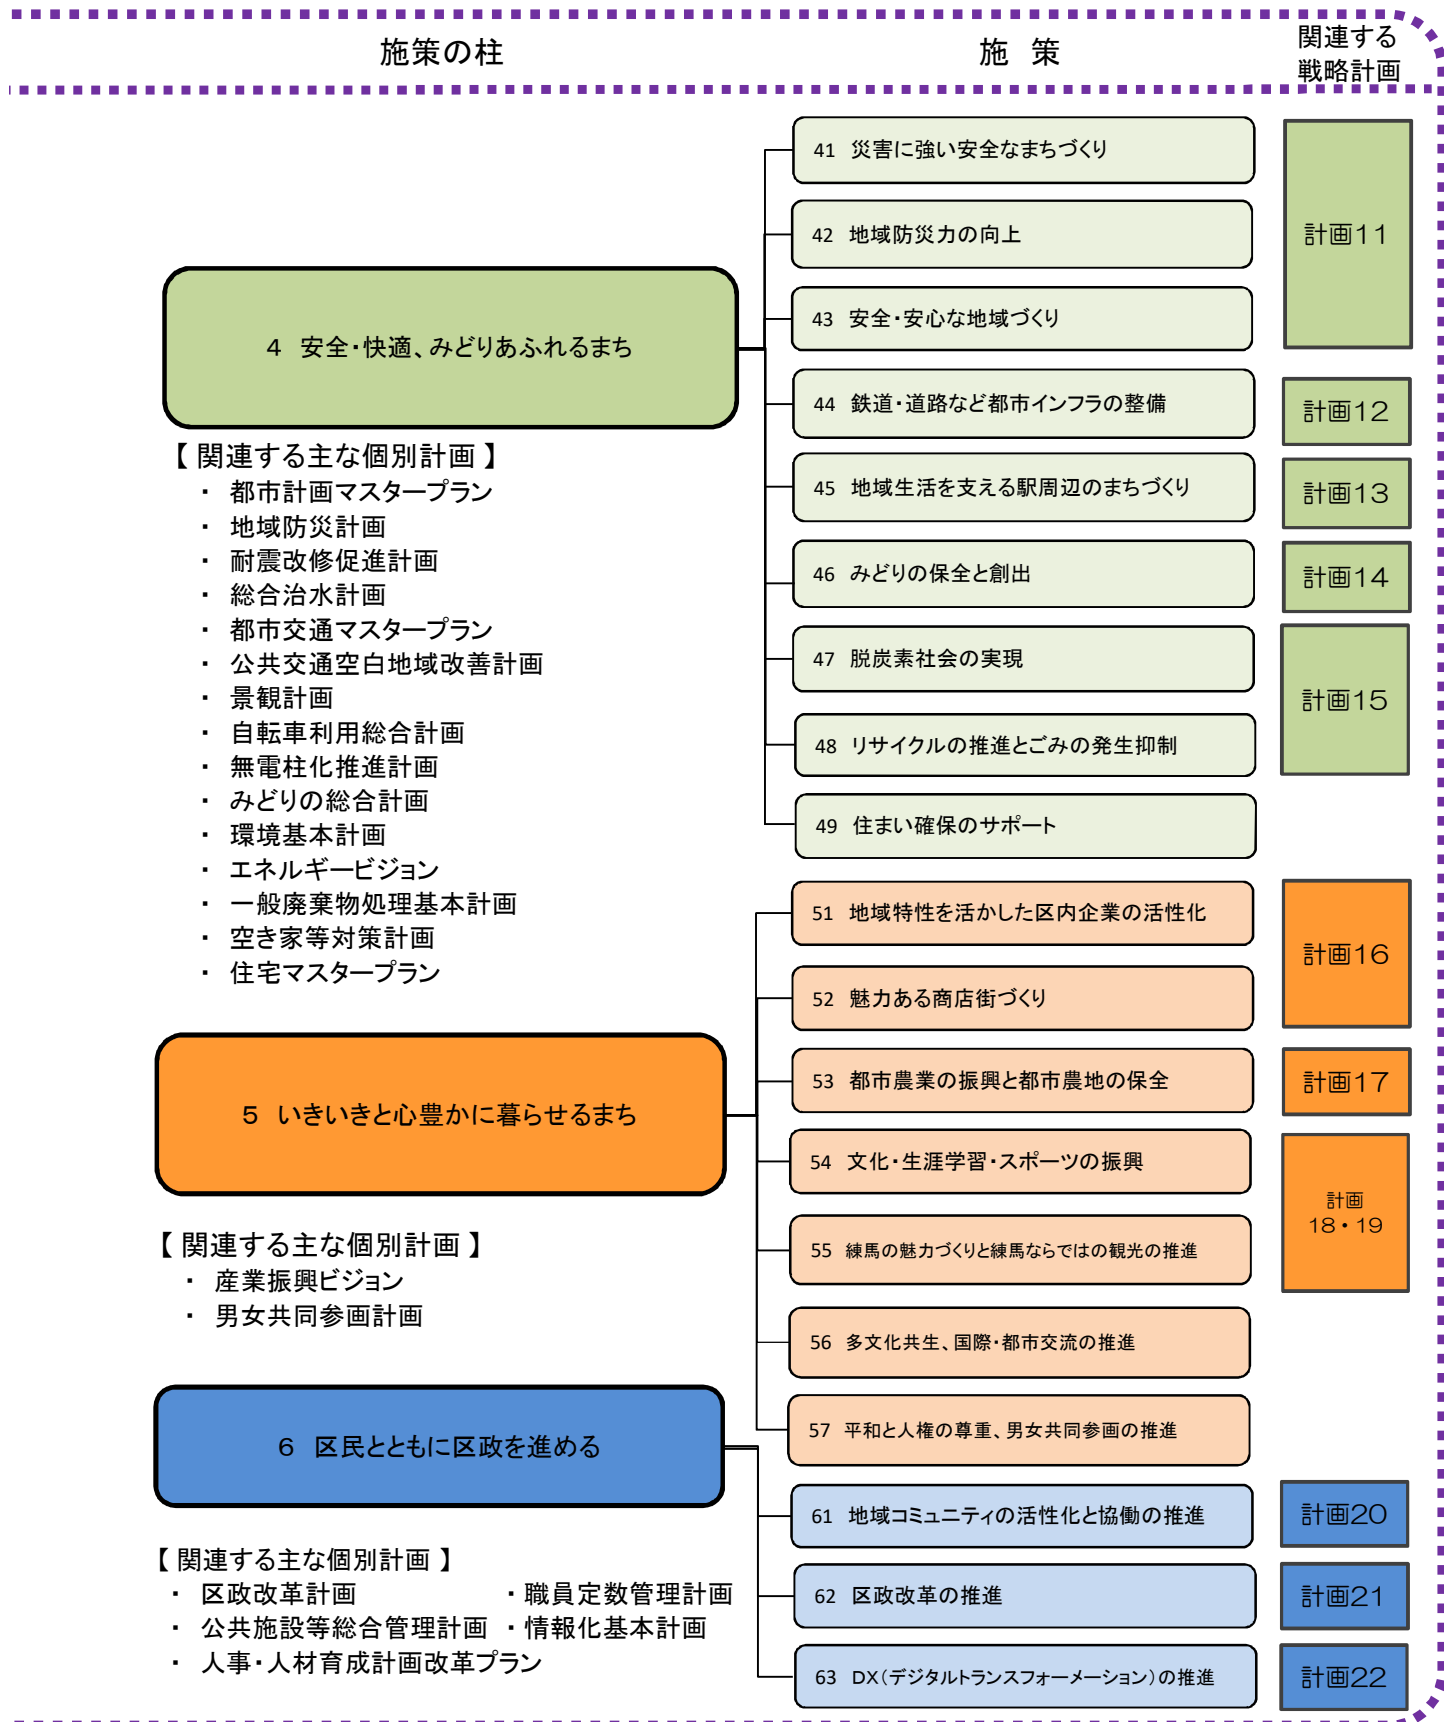 施策の柱
施　策
関連する
戦略計画
4　安全・快適、みどりあふれるまち
【 関連する主な個別計画 】
・ 都市計画マスタープラン
・ 地域防災計画
・ 耐震改修促進計画
・ 総合治水計画
・ 都市交通マスタープラン
・ 公共交通空白地域改善計画
・ 景観計画
・ 自転車利用総合計画
・ 無電柱化推進計画
・ みどりの総合計画
・ 環境基本計画
・ エネルギービジョン
・ 一般廃棄物処理基本計画
・ 空き家等対策計画
・ 住宅マスタープラン
41　災害に強い安全なまちづくり
42　地域防災力の向上
43　安全・安心な地域づくり
44　鉄道・道路など都市インフラの整備
45　地域生活を支える駅周辺のまちづくり
46　みどりの保全と創出
47　脱炭素社会の実現
48　リサイクルの推進とごみの発生抑制
49　住まい確保のサポート
計画11
計画12
計画13
計画14
計画15
5　いきいきと心豊かに暮らせるまち
【 関連する主な個別計画 】
・ 産業振興ビジョン
・ 男女共同参画計画
51　地域特性を活かした区内企業の活性化
52　魅力ある商店街づくり
53　都市農業の振興と都市農地の保全
54　文化・生涯学習・スポーツの振興
55　練馬の魅力づくりと練馬ならではの観光の推進
56　多文化共生、国際・都市交流の推進
57　平和と人権の尊重、男女共同参画の推進
計画16
計画17
計画
18・19
6　区民とともに区政を進める
【 関連する主な個別計画 】
・ 区政改革計画　・職員定数管理計画
・ 公共施設等総合管理計画　・情報化基本計画
・ 人事・人材育成計画改革プラン
61　地域コミュニティの活性化と協働の推進
62　区政改革の推進
63　DX（デジタルトランスフォーメーション）の推進
計画20
計画21
計画22